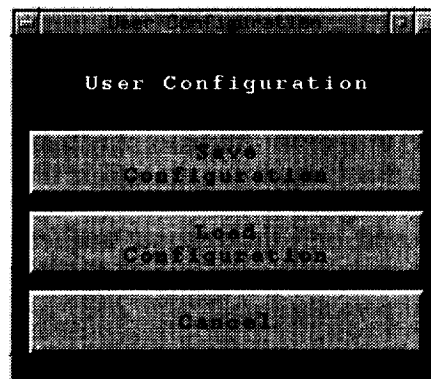 User Configuration
User Configuration
Save
Configuration
Load
Configuration
Cancel